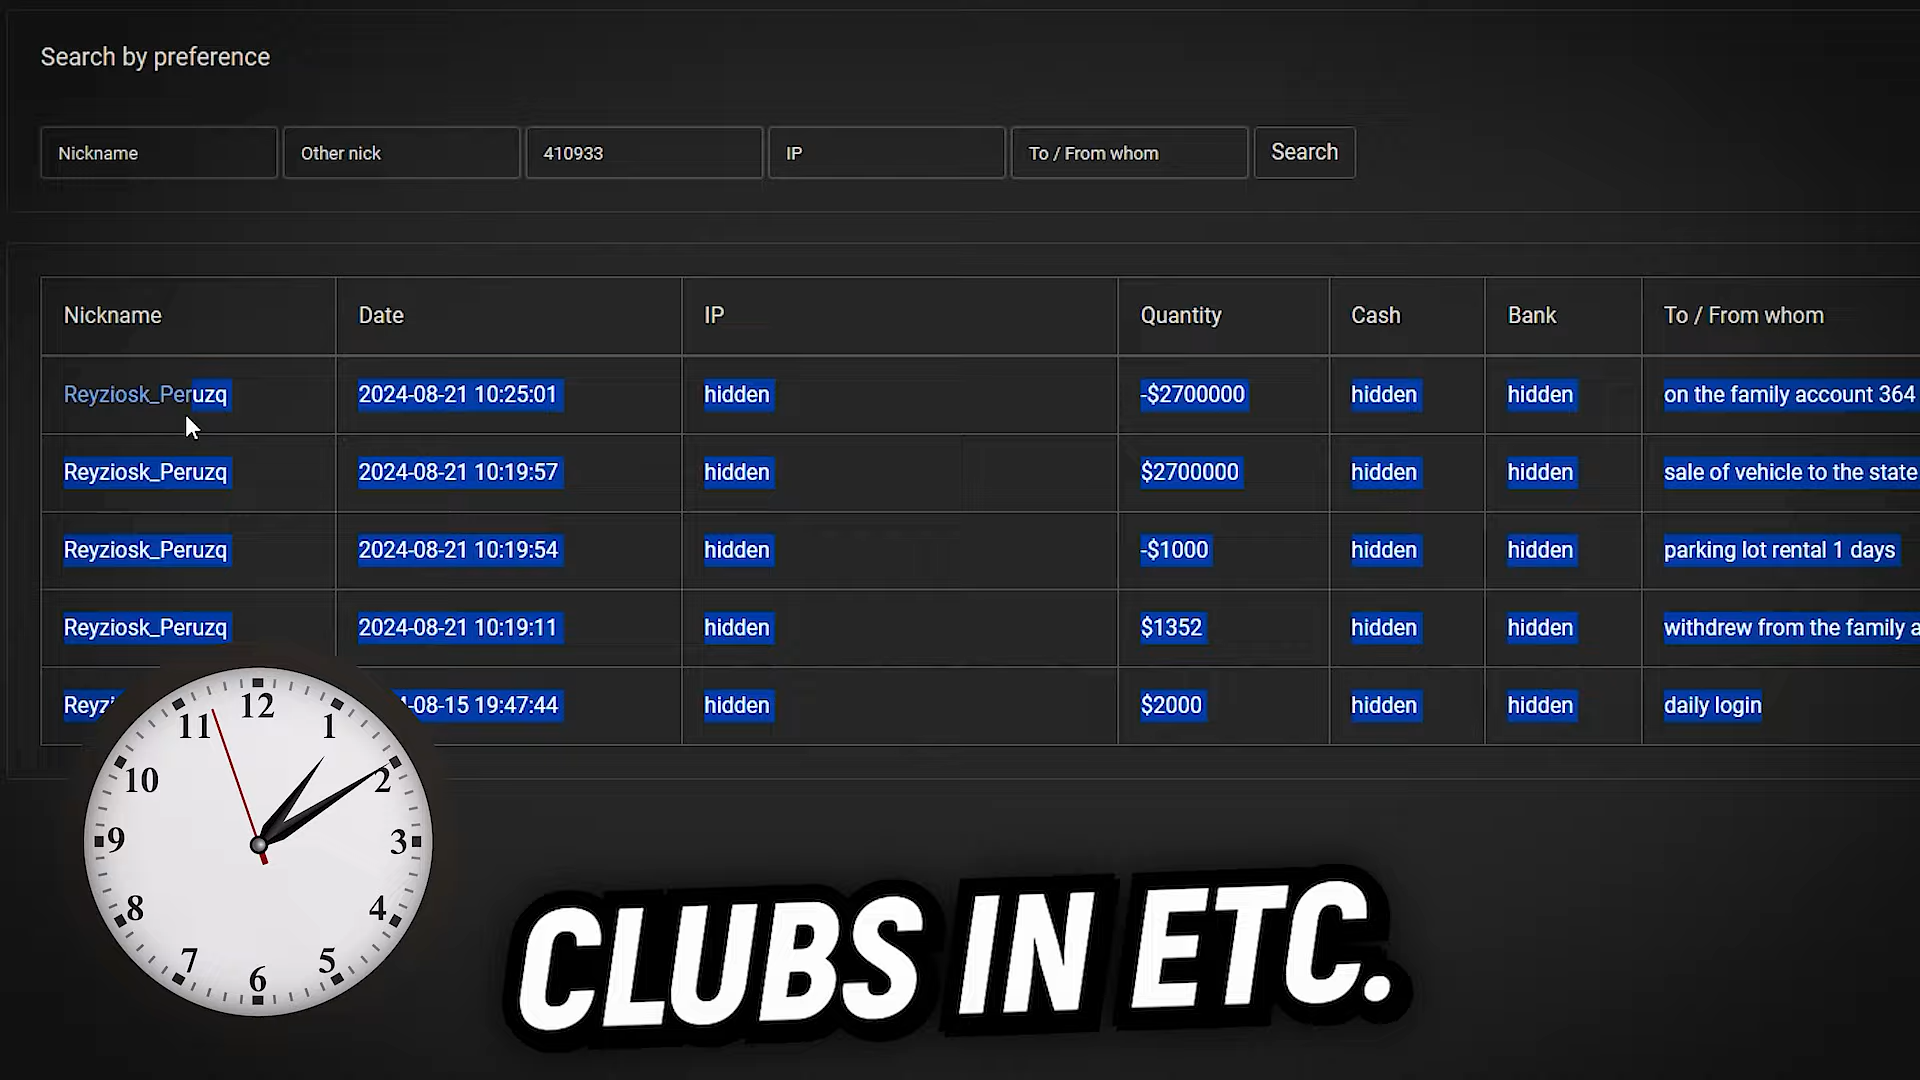 Search by preference
Nickname Other nick 410933 IP To / From whom Search
Nickname Date IP Quantity Cash Bank To / From whom
Reyziosk_Peruzq 2024-08-21 10:25:01 hidden -$2700000 hidden hidden on the family account 364
Reyziosk_Peruzq 2024-08-21 10:19:57 hidden $2700000 hidden hidden sale of vehicle to the state
Reyziosk_Peruzq 2024-08-21 10:19:54 hidden -$1000 hidden hidden parking lot rental 1 days
Reyziosk_Peruzq 2024-08-21 10:19:11 hidden $1352 hidden hidden withdrew from the family a
Reyzi -08-15 19:47:44 hidden $2000 hidden hidden daily login
12
11 1
10 2
9 3
8 4
7 5
6
CLUBS IN ETC.